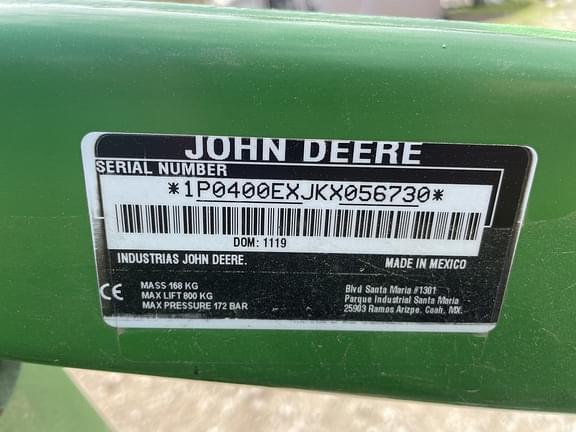 JOHN DEERE
SERIAL NUMBER
*1P0400EXJKX056730*
DOM: 1119
INDUSTRIAS JOHN DEERE.
MADE IN MEXICO
CE
MASS 168 KG
MAX LIFT 800 KG
MAX PRESSURE 172 BAR
Blvd Santa Maria #1301
Parque Industrial Santa Maria
25903 Ramos Arizpe, Coah, MX.